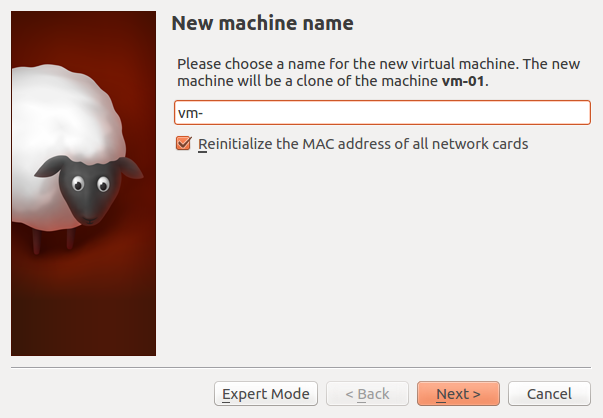 New machine name
Please choose a name for the new virtual machine. The new
machine will be a clone of the machine vm-01.
vm-
Reinitialize the MAC address of all network cards
Expert Mode
< Back
Next >
Cancel